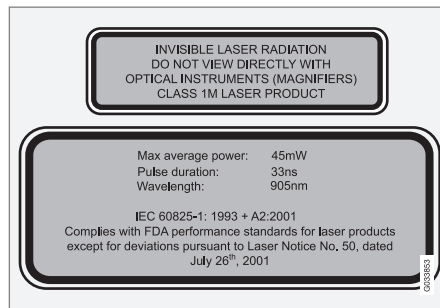 INVISIBLE LASER RADIATION
DO NOT VIEW DIRECTLY WITH
OPTICAL INSTRUMENTS (MAGNIFIERS)
CLASS 1M LASER PRODUCT
Max average power: 45mW
Pulse duration: 33ns
Wavelength: 905nm
IEC 60825-1: 1993 + A2:2001
Complies with FDA performance standards for laser products
except for deviations pursuant to Laser Notice No. 50, dated
July 26th, 2001
G033853